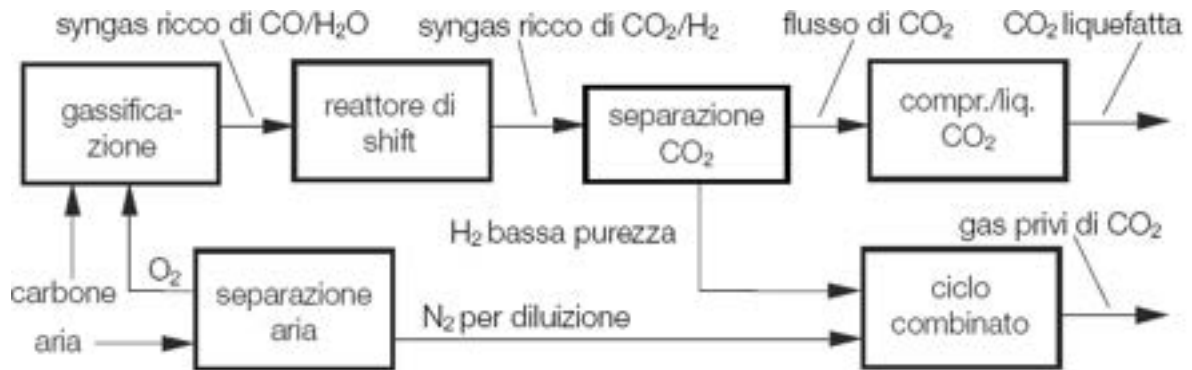 syngas ricco di CO/H₂O
syngas ricco di CO₂/H₂
flusso di CO₂
CO₂ liquefatta
gassifica-
zione
reattore di
shift
separazione
CO₂
compr./liq.
CO₂
H₂ bassa purezza
gas privi di CO₂
O₂
carbone
aria
separazione
aria
N₂ per diluizione
ciclo
combinato